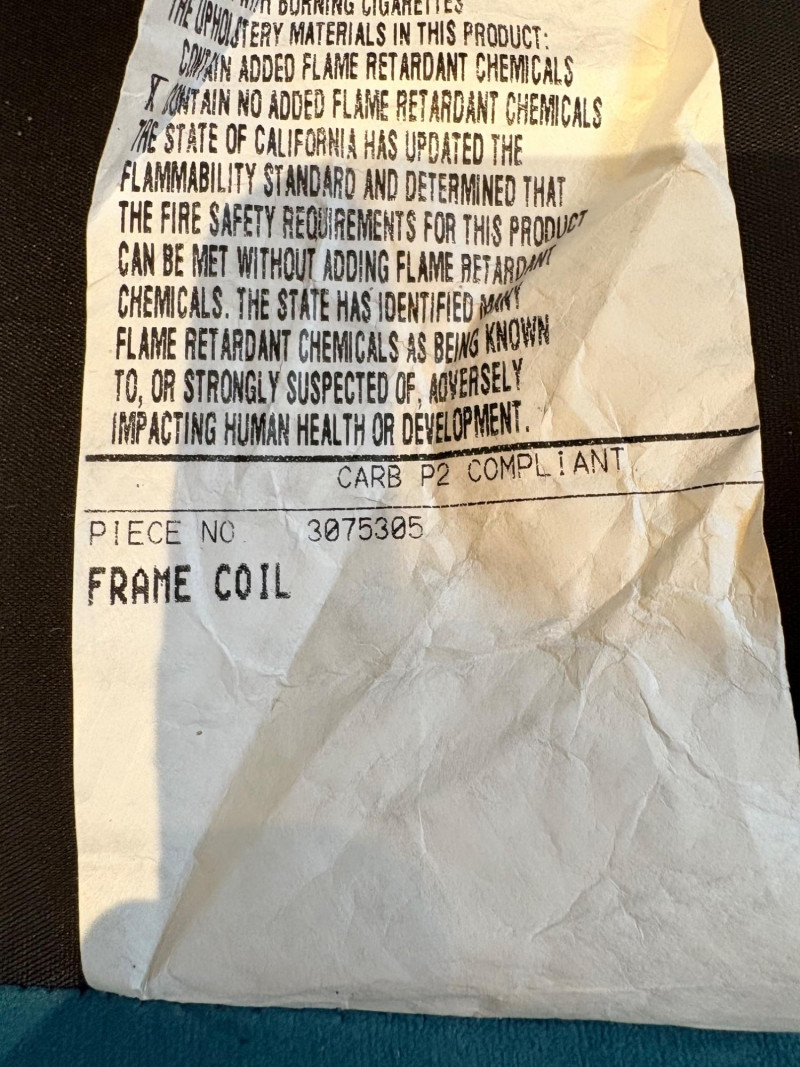 BURNING CIGARETTES
THE UPHOLSTERY MATERIALS IN THIS PRODUCT:
CONTAIN ADDED FLAME RETARDANT CHEMICALS
X CONTAIN NO ADDED FLAME RETARDANT CHEMICALS
THE STATE OF CALIFORNIA HAS UPDATED THE
FLAMMABILITY STANDARD AND DETERMINED THAT
THE FIRE SAFETY REQUIREMENTS FOR THIS PRODUCT
CAN BE MET WITHOUT ADDING FLAME RETARDANT
CHEMICALS. THE STATE HAS IDENTIFIED MANY
FLAME RETARDANT CHEMICALS AS BEING KNOWN
TO, OR STRONGLY SUSPECTED OF, ADVERSELY
IMPACTING HUMAN HEALTH OR DEVELOPMENT.
CARB P2 COMPLIANT
PIECE NO 3075305
FRAME COIL